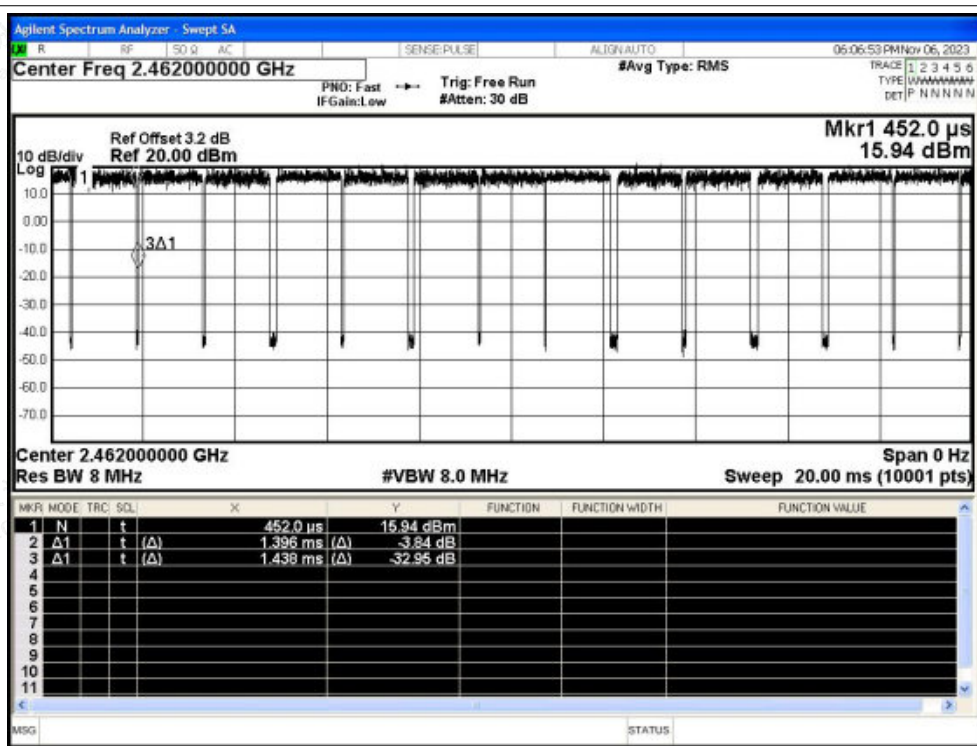 Agilent Spectrum Analyzer - Swept SA
R RF 50 Ω AC SENSE:PULSE ALIGN AUTO 06:06:53 PM Nov 06, 2023
Center Freq 2.462000000 GHz #Avg Type: RMS TRACE 1 2 3 4 5 6
PNO: Fast Trig: Free Run TYPE
IFGain:Low #Atten: 30 dB DET P N N N N N
Mkr1 452.0 µs
Ref Offset 3.2 dB
10 dB/div Ref 20.00 dBm 15.94 dBm
Log
1
10.0
0.00
3Δ1
-10.0
-20.0
-30.0
-40.0
-50.0
-60.0
-70.0
Center 2.462000000 GHz Span 0 Hz
Res BW 8 MHz #VBW 8.0 MHz Sweep 20.00 ms (10001 pts)
MKR MODE TRC SCL X Y FUNCTION FUNCTION WIDTH FUNCTION VALUE
1 N t 452.0 µs 15.94 dBm
2 Δ1 t (Δ) 1.396 ms (Δ) -3.84 dB
3 Δ1 t (Δ) 1.438 ms (Δ) -32.95 dB
4
5
6
7
8
9
10
11
MSG STATUS